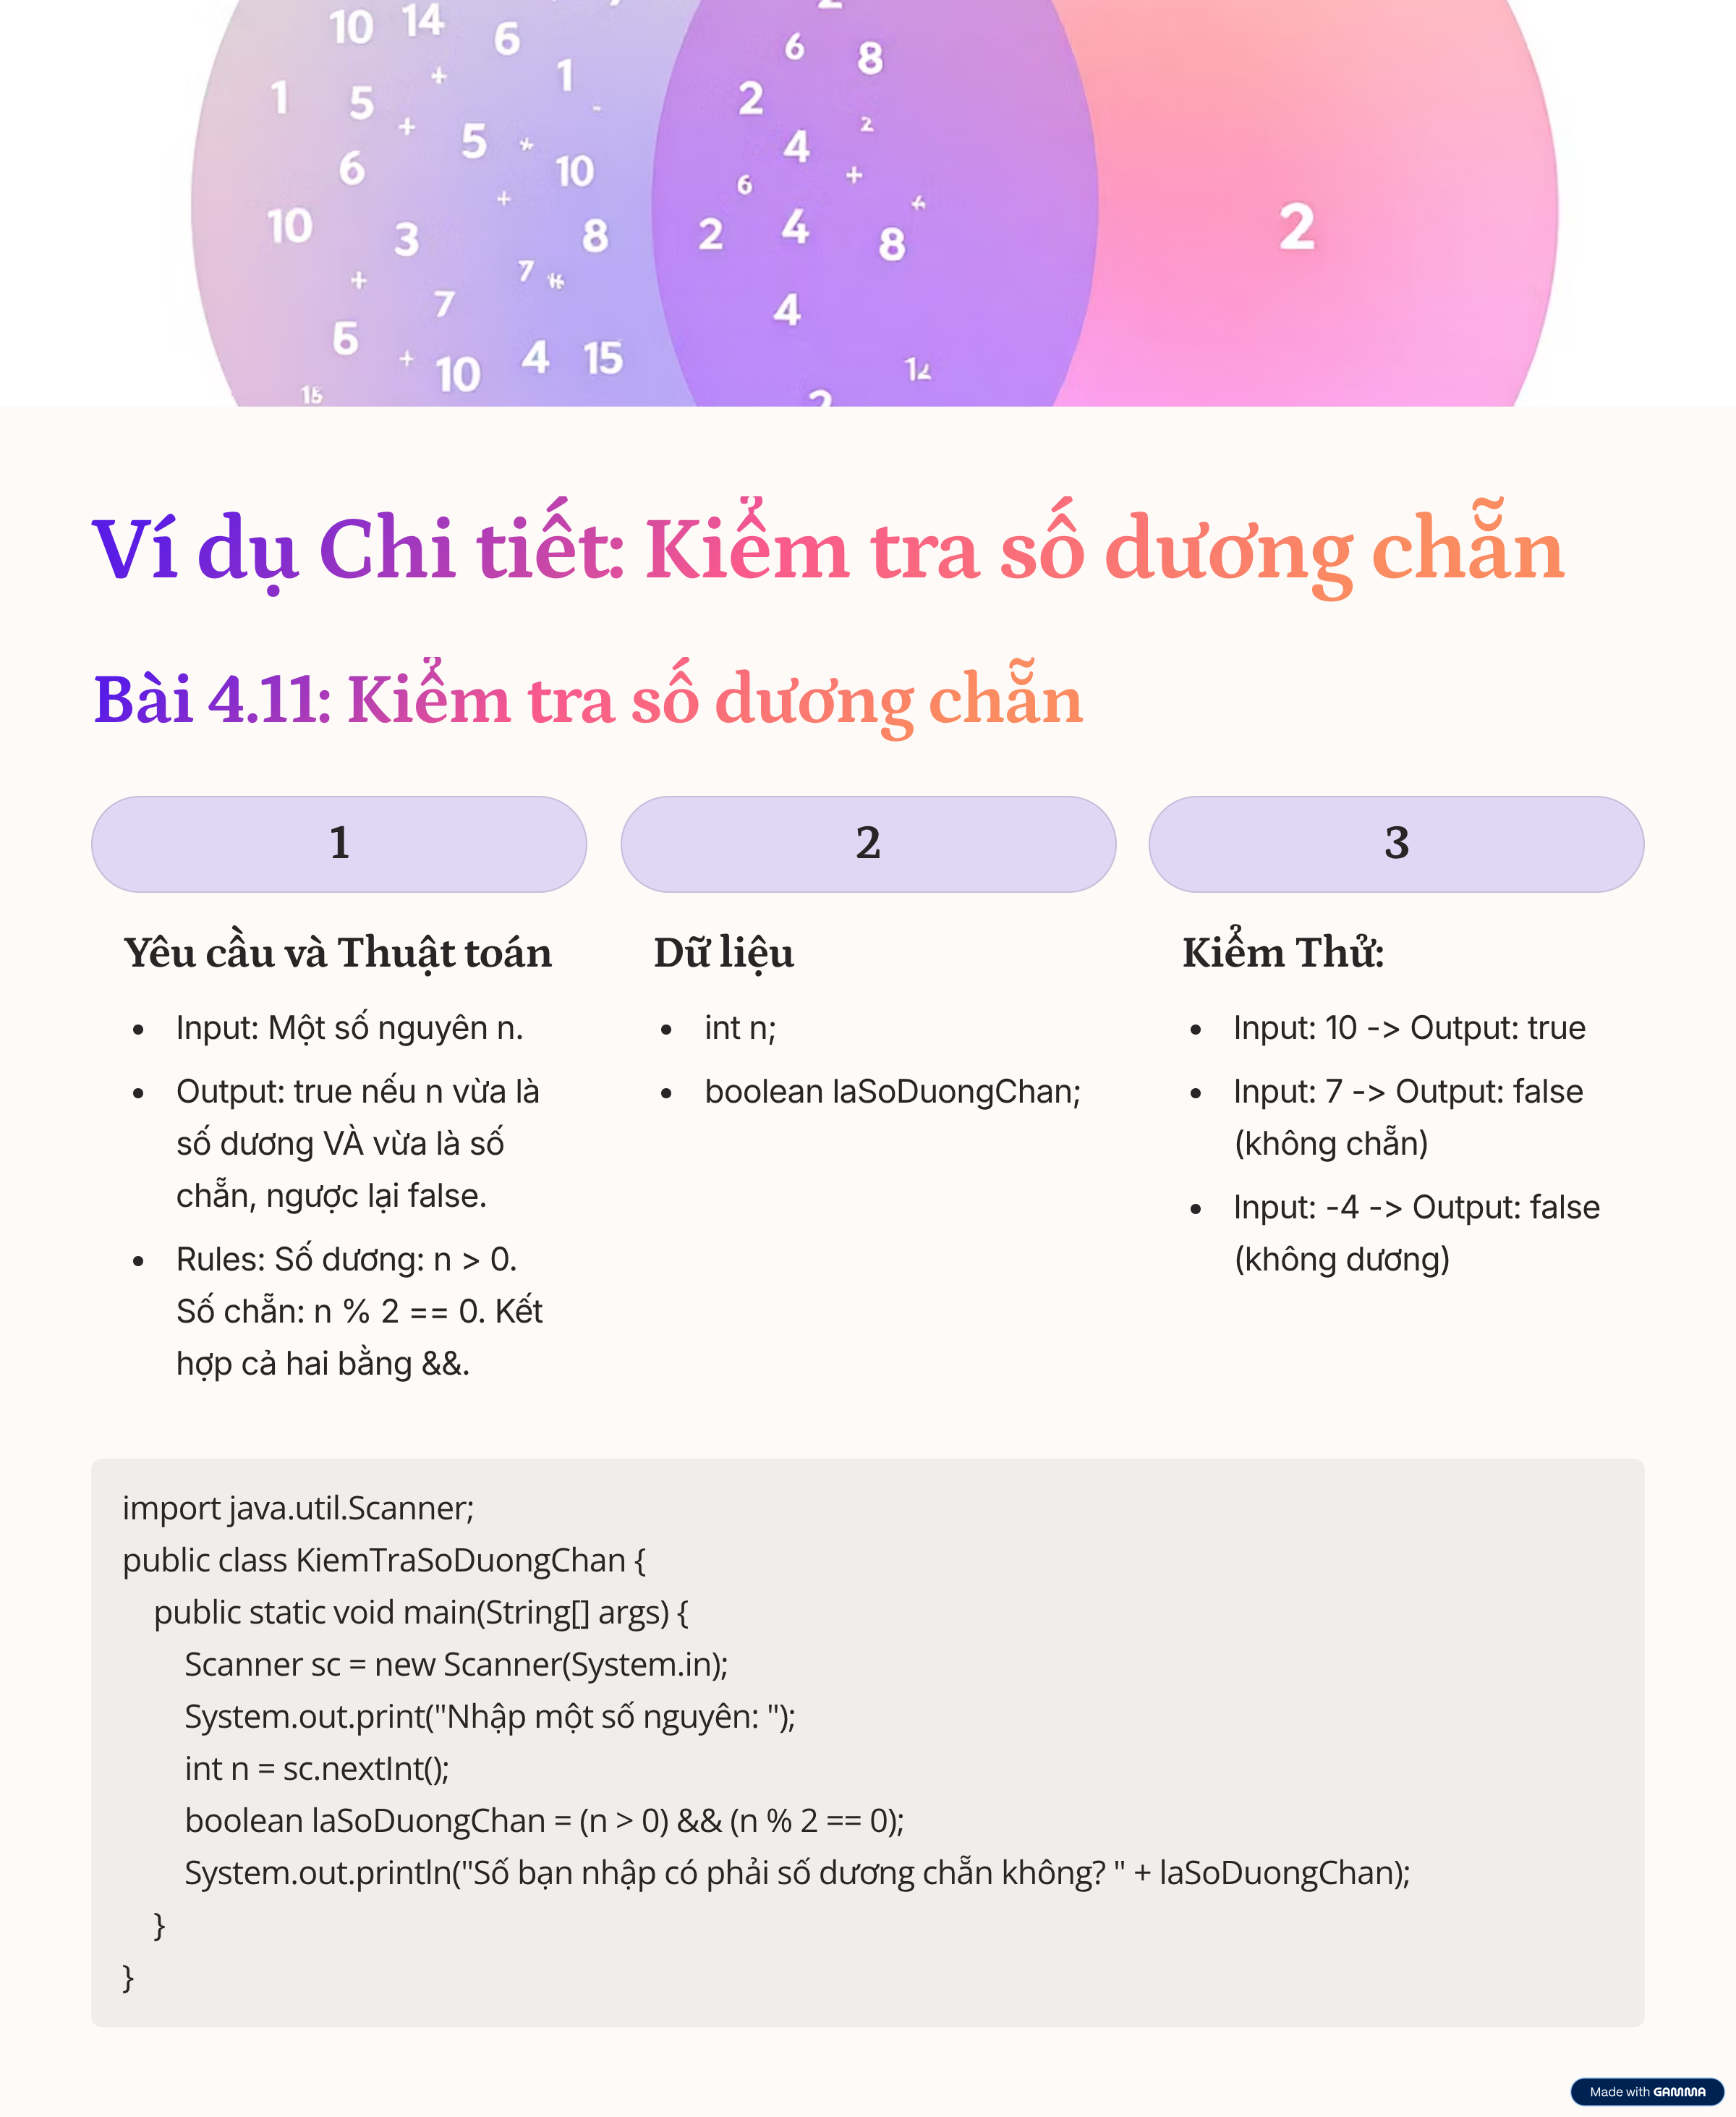 10 14 6 1
1 5 + -
+ 5 10
6 +
10 3 8
+ 7 7
5 + 10 4 15
15
6 8
2 2
4
6 +
2 4 8
4
2
2
Ví dụ Chi tiết: Kiểm tra số dương chẵn
Bài 4.11: Kiểm tra số dương chẵn
1
Yêu cầu và Thuật toán
Input: Một số nguyên n.
Output: true nếu n vừa là
số dương VÀ vừa là số
chẵn, ngược lại false.
Rules: Số dương: n > 0.
Số chẵn: n % 2 == 0. Kết
hợp cả hai bằng &&.
2
Dữ liệu
int n;
boolean laSoDuongChan;
3
Kiểm Thử:
Input: 10 -> Output: true
Input: 7 -> Output: false
(không chẵn)
Input: -4 -> Output: false
(không dương)
import java.util.Scanner;
public class KiemTraSoDuongChan {
    public static void main(String[] args) {
        Scanner sc = new Scanner(System.in);
        System.out.print("Nhập một số nguyên: ");
        int n = sc.nextInt();
        boolean laSoDuongChan = (n > 0) && (n % 2 == 0);
        System.out.println("Số bạn nhập có phải số dương chẵn không? " + laSoDuongChan);
    }
}
Made with GAMMA